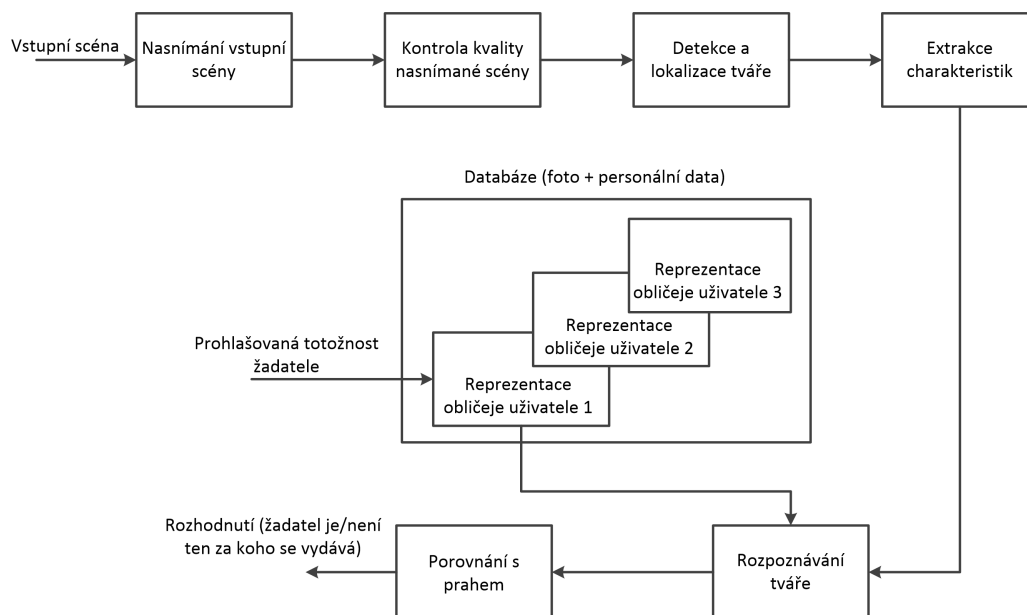 Vstupní scéna
Nasnímání vstupní
scény
Kontrola kvality
nasnímané scény
Detekce a
lokalizace tváře
Extrakce
charakteristik
Databáze (foto + personální data)
Reprezentace
obličeje uživatele 3
Reprezentace
obličeje uživatele 2
Prohlašovaná totožnost
žadatele
Reprezentace
obličeje uživatele 1
Rozhodnutí (žadatel je/není
ten za koho se vydává)
Porovnání s
prahem
Rozpoznávání
tváře